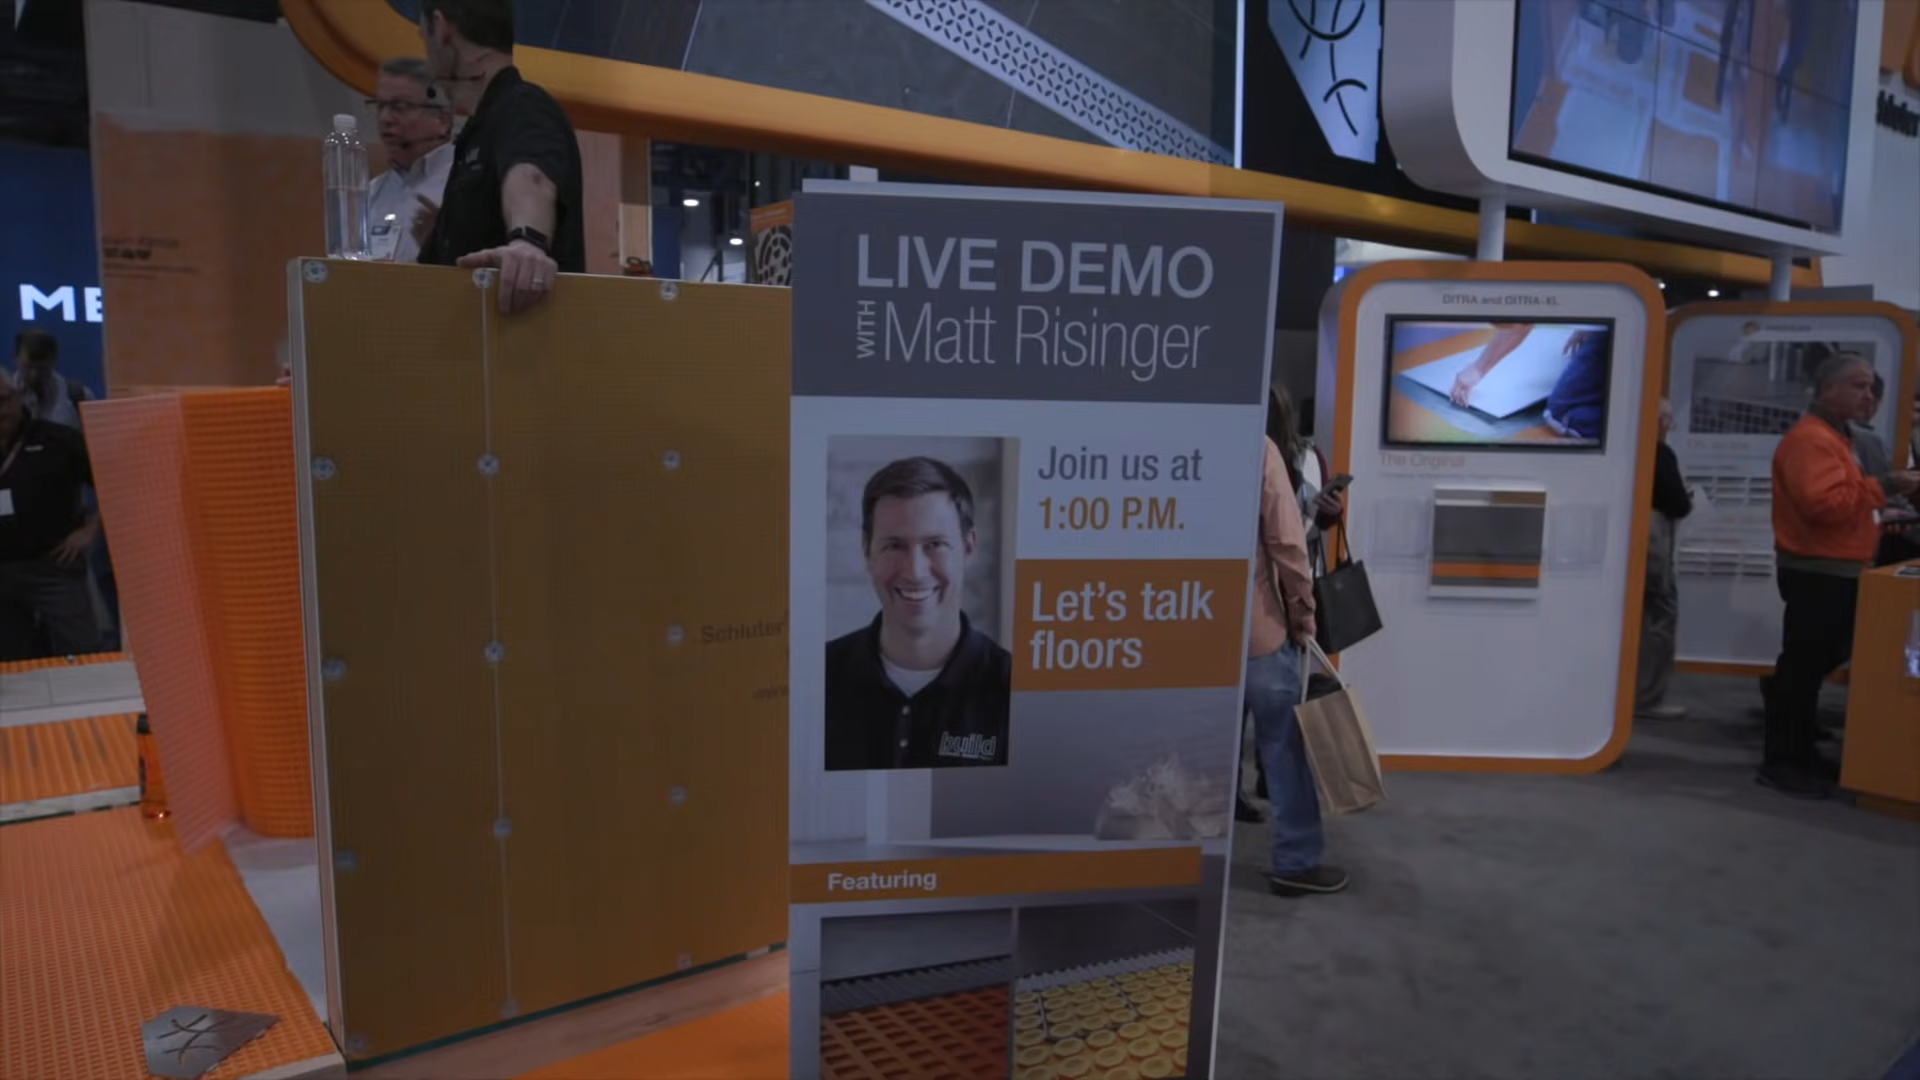 ME
LIVE DEMO
WITH
Matt Risinger
Join us at
1:00 P.M.
Let's talk
floors
build
Featuring
Schluter
DITRA and DITRA-XL
The Original
Schluter